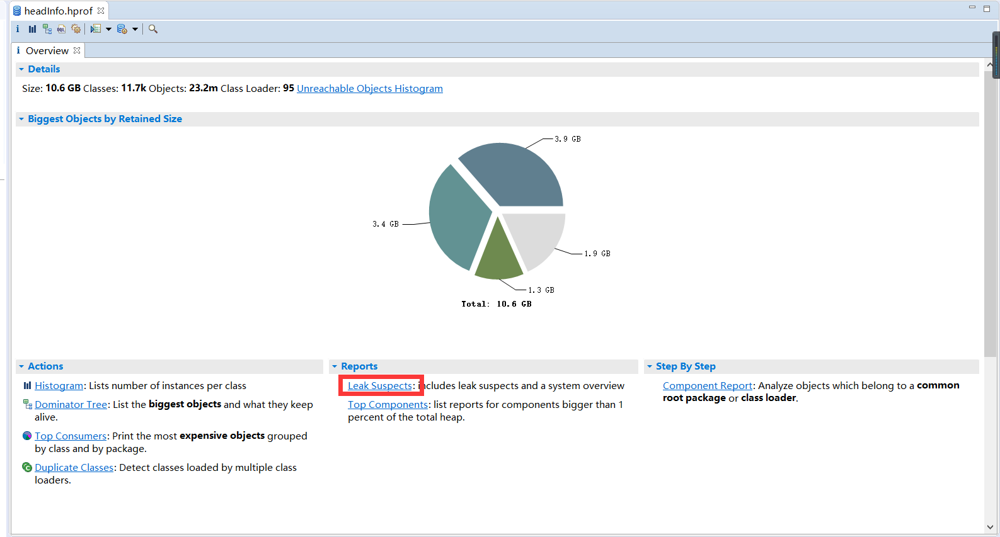 headInfo.hprof
i OQL
i Overview
Details
Size: 10.6 GB Classes: 11.7k Objects: 23.2m Class Loader: 95 Unreachable Objects Histogram
Biggest Objects by Retained Size
3.9 GB
3.4 GB
1.9 GB
1.3 GB
Total: 10.6 GB
Actions
Histogram: Lists number of instances per class
Dominator Tree: List the biggest objects and what they keep
alive.
Top Consumers: Print the most expensive objects grouped
by class and by package.
Duplicate Classes: Detect classes loaded by multiple class
loaders.
Reports
Leak Suspects: includes leak suspects and a system overview
Top Components: list reports for components bigger than 1
percent of the total heap.
Step By Step
Component Report: Analyze objects which belong to a common
root package or class loader.